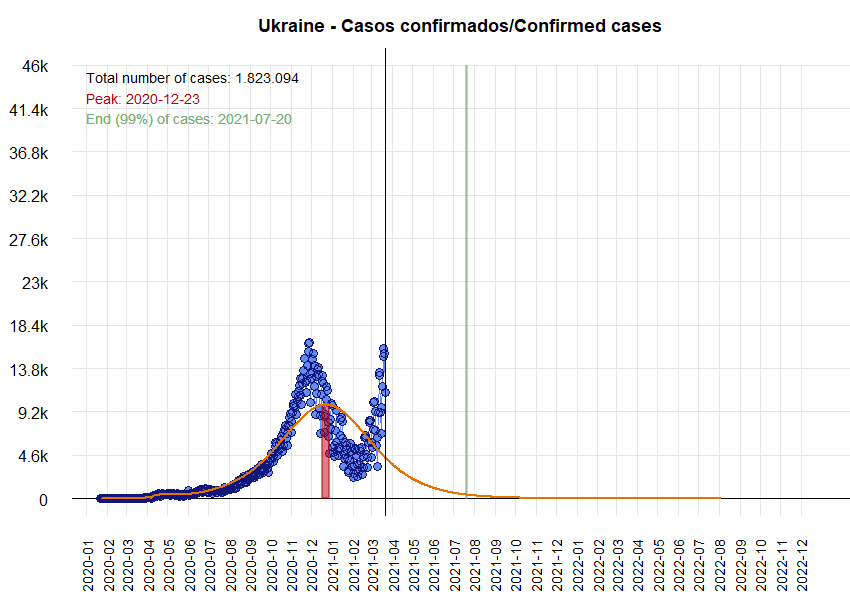 Ukraine - Casos confirmados/Confirmed cases
46k
Total number of cases: 1.823.094
Peak: 2020-12-23
41.4k
End (99%) of cases: 2021-07-20
36.8k
32.2k
27.6k
23k
18.4k
13.8k
9.2k
4.6k
0
2020-01
2020-02
2020-03
2020-04
2020-05
2020-06
2020-07
2020-08
2020-09
2020-10
2020-11
2020-12
2021-01
2021-02
2021-03
2021-04
2021-05
2021-06
2021-07
2021-08
2021-09
2021-10
2021-11
2021-12
2022-02
2022-03
2022-04
2022-05
2022-06
2022-07
2022-08
2022-09
2022-10
2022-11
2022-12